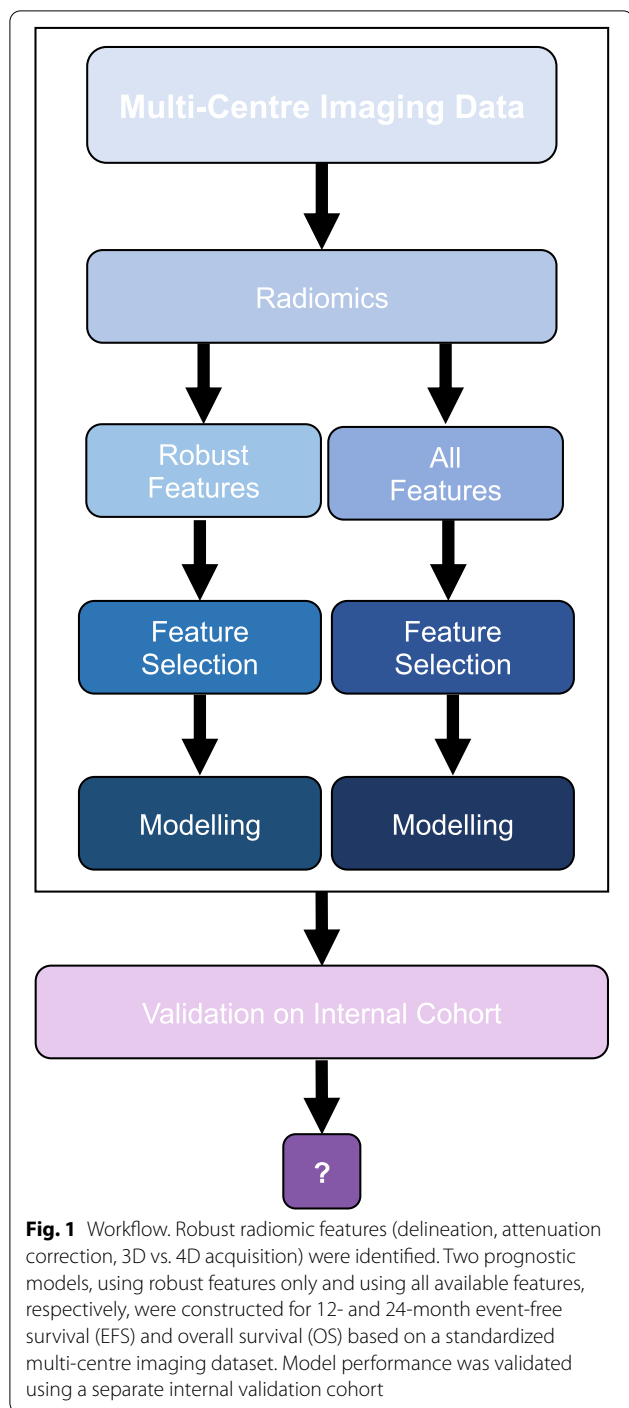 Multi-Centre Imaging Data
Radiomics
Robust
Features
All
Features
Feature
Selection
Feature
Selection
Modelling
Modelling
Validation on Internal Cohort
?
Fig. 1 Workflow. Robust radiomic features (delineation, attenuation
correction, 3D vs. 4D acquisition) were identified. Two prognostic
models, using robust features only and using all available features,
respectively, were constructed for 12- and 24-month event-free
survival (EFS) and overall survival (OS) based on a standardized
multi-centre imaging dataset. Model performance was validated
using a separate internal validation cohort